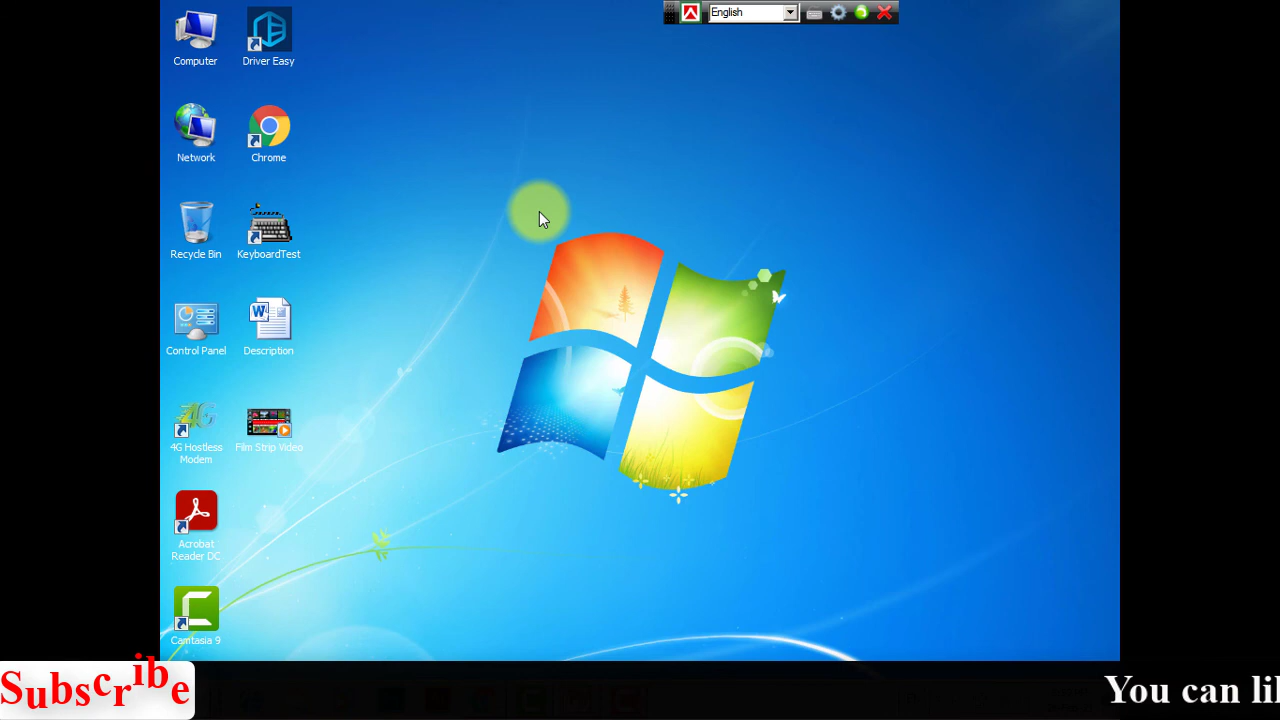 English
Computer
Driver Easy
Network
Chrome
Recycle Bin
KeyboardTest
Control Panel
Description
4G Hostless
Modem
Film Strip Video
Acrobat
Reader DC
Camtasia 9
Subscribe
You can li